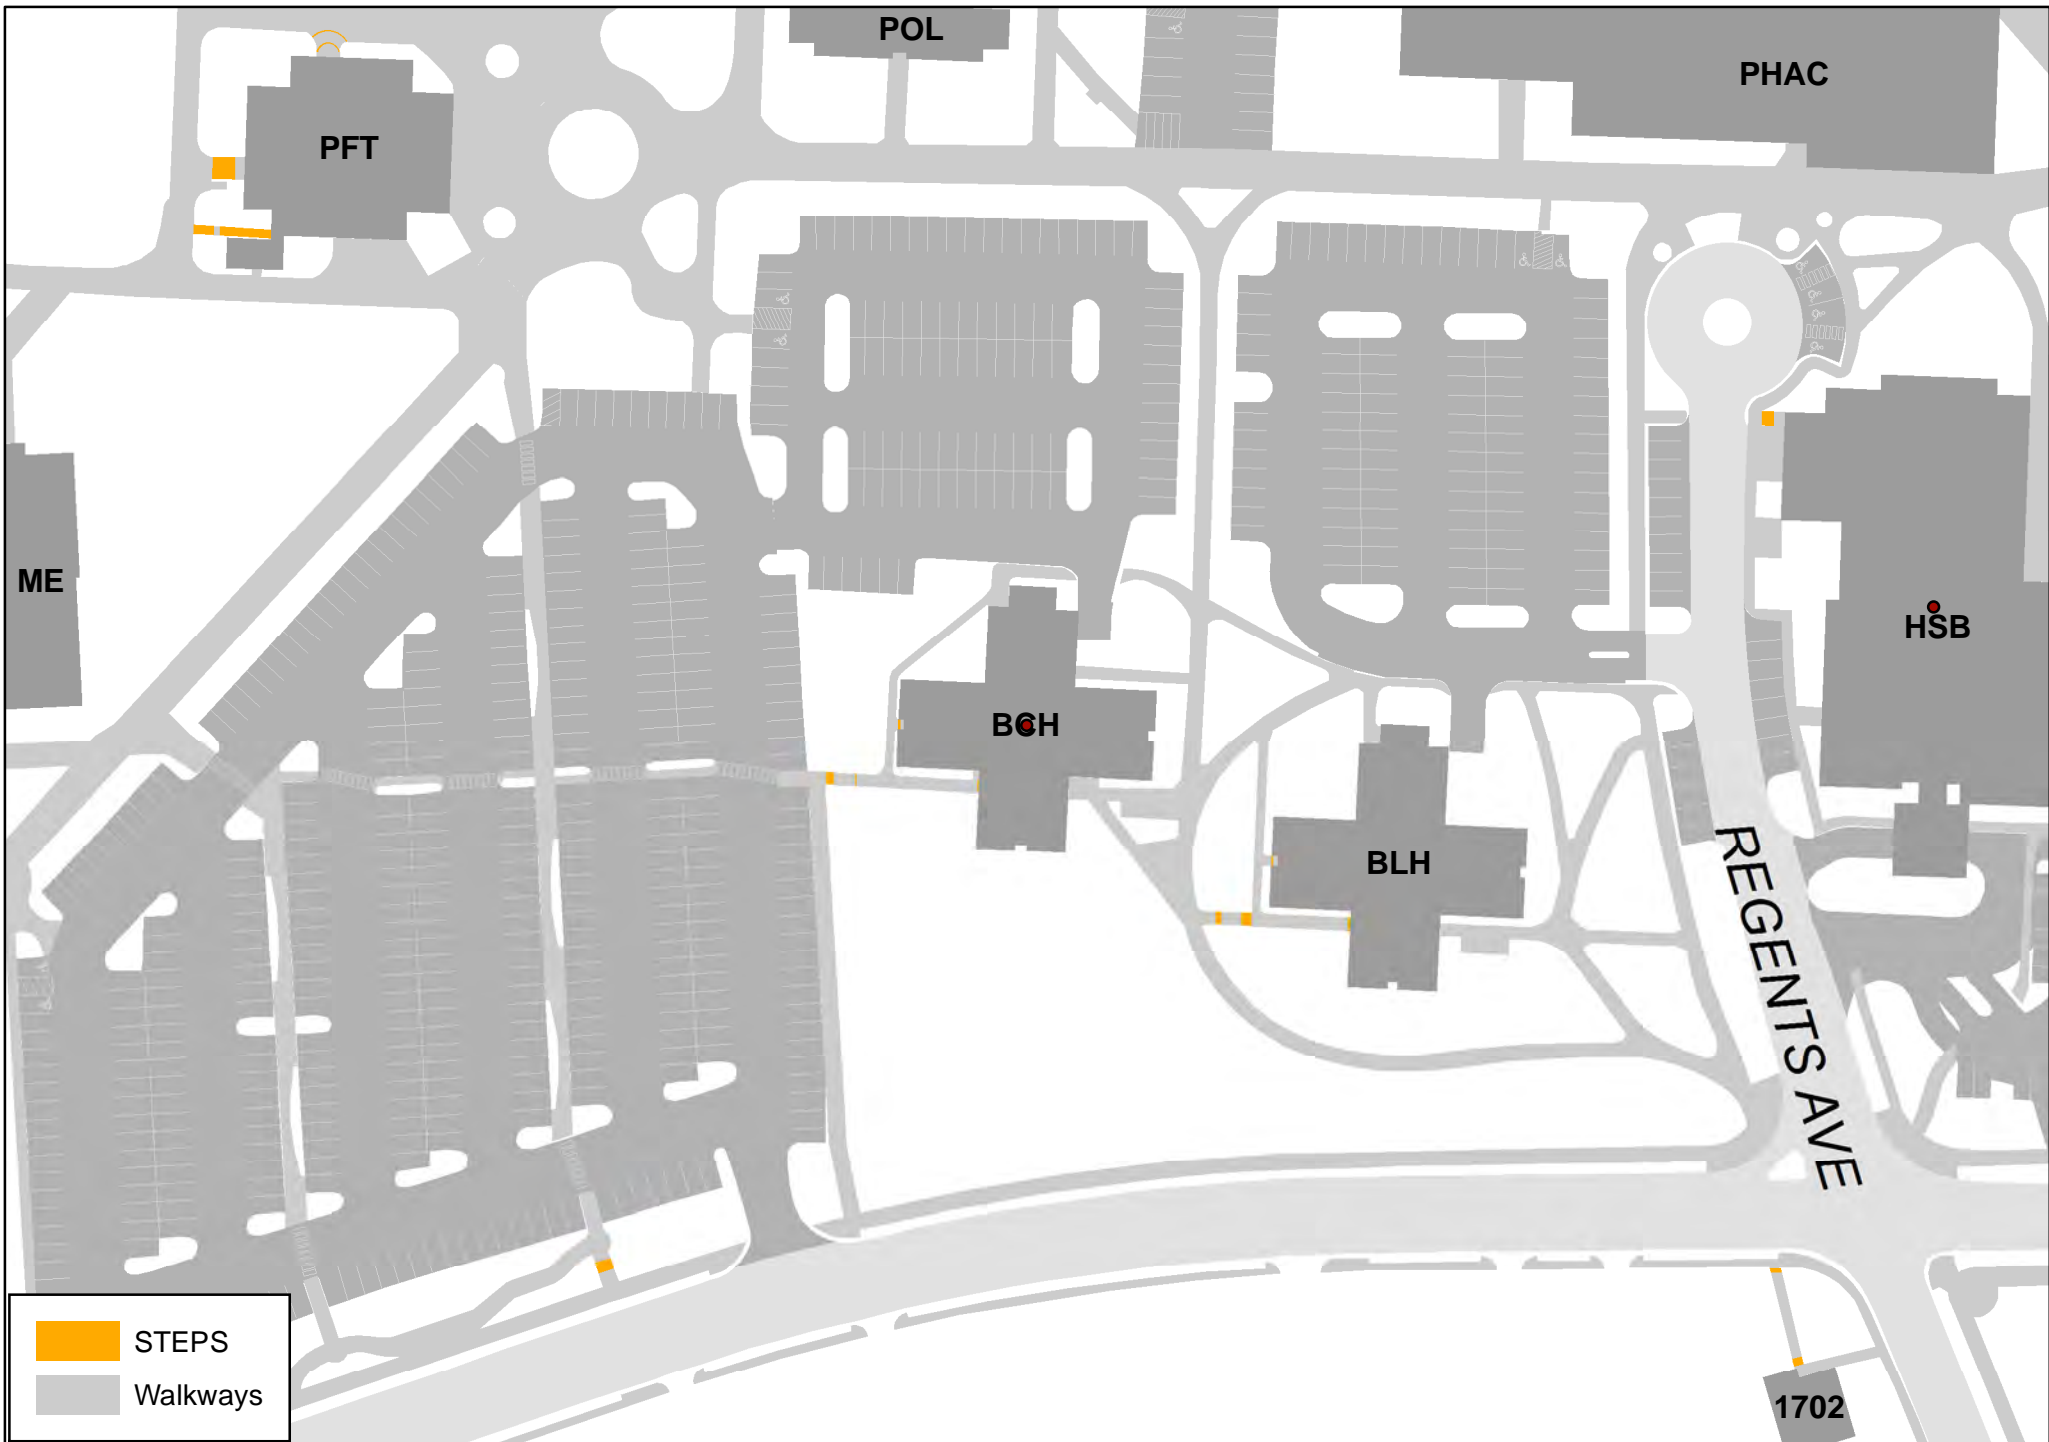 POL
PHAC
PFT
ME
HSB
BCH
BLH
REGENTS AVE
STEPS
Walkways
1702